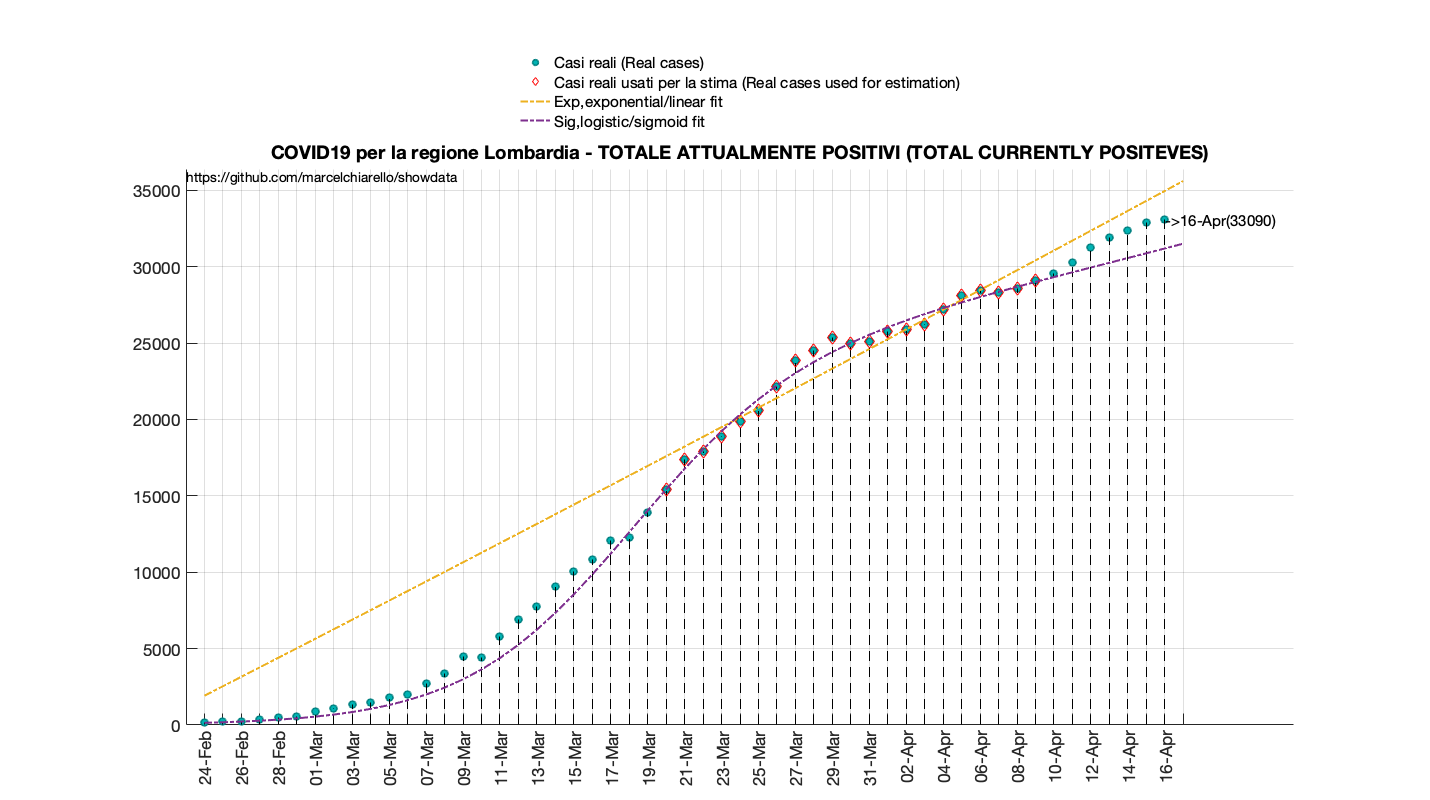 Casi reali (Real cases)
Casi reali usati per la stima (Real cases used for estimation)
Exp,exponential/linear fit
Sig,logistic/sigmoid fit
COVID19 per la regione Lombardia - TOTALE ATTUALMENTE POSITIVI (TOTAL CURRENTLY POSITEVES)
https://github.com/marcelchiarello/showdata
35000
30000
25000
20000
15000
10000
5000
0
->16-Apr(33090)
24-Feb
26-Feb
28-Feb
01-Mar
03-Mar
05-Mar
07-Mar
09-Mar
11-Mar
13-Mar
15-Mar
17-Mar
19-Mar
21-Mar
23-Mar
25-Mar
27-Mar
29-Mar
31-Mar
02-Apr
04-Apr
06-Apr
08-Apr
10-Apr
12-Apr
14-Apr
16-Apr